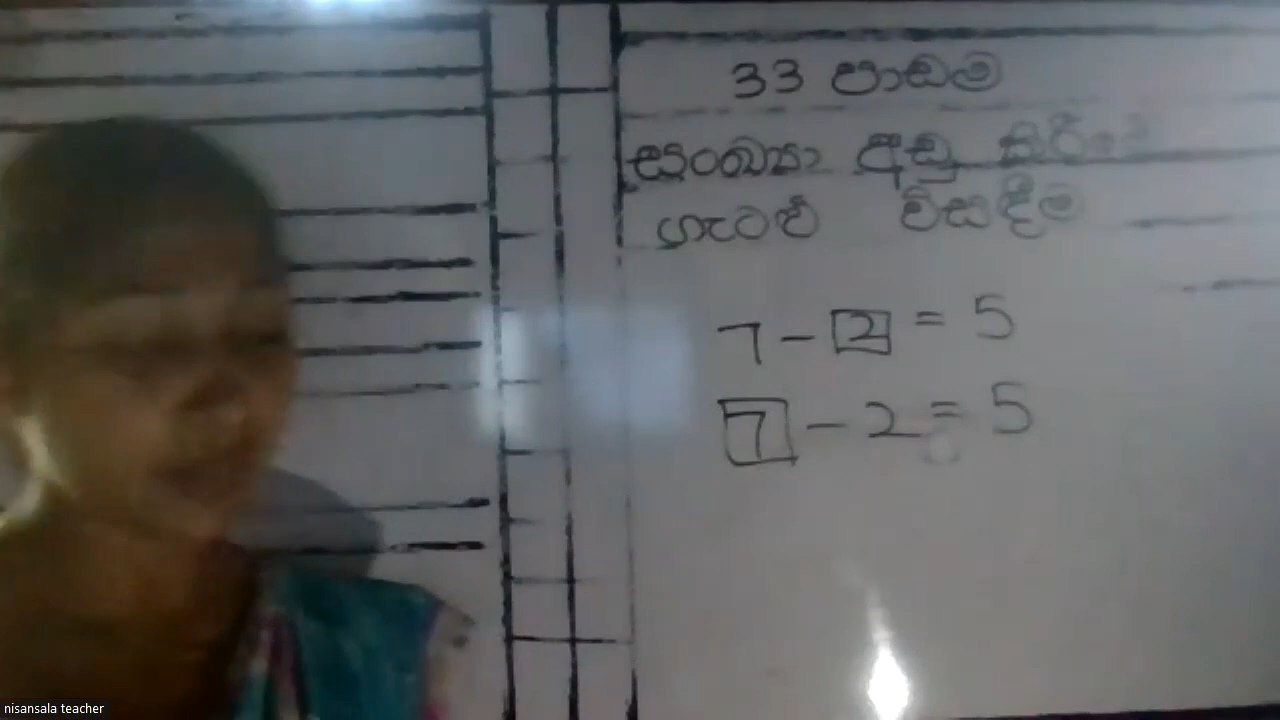 33 පාඩම
සංඛ්‍යා අඩු කිරීමේ
ගැටළු විසඳීම
7 - 2 = 5
7 - 2 = 5
nisansala teacher